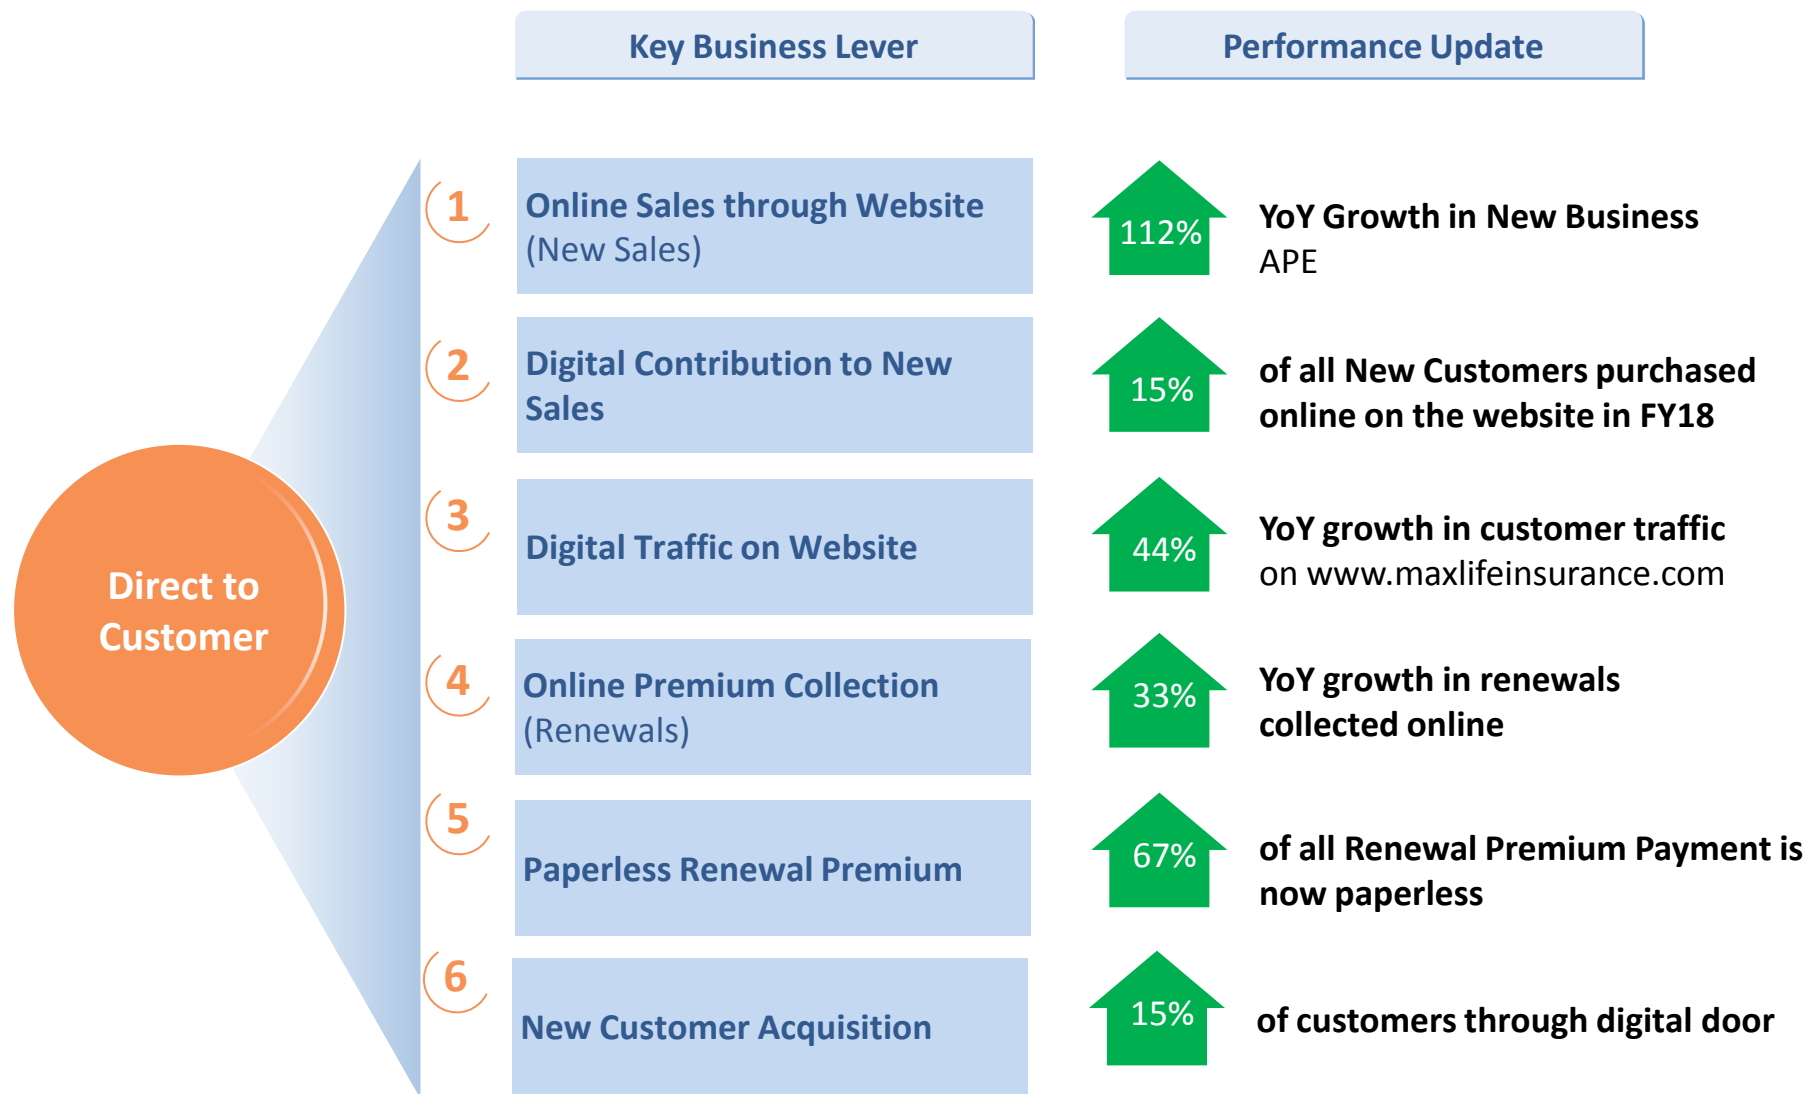 Key Business Lever
Performance Update
Direct to
Customer
1
Online Sales through Website
(New Sales)
112%
YoY Growth in New Business
APE
2
Digital Contribution to New
Sales
15%
of all New Customers purchased
online on the website in FY18
3
Digital Traffic on Website
44%
YoY growth in customer traffic
on www.maxlifeinsurance.com
4
Online Premium Collection
(Renewals)
33%
YoY growth in renewals
collected online
5
Paperless Renewal Premium
67%
of all Renewal Premium Payment is
now paperless
6
New Customer Acquisition
15%
of customers through digital door